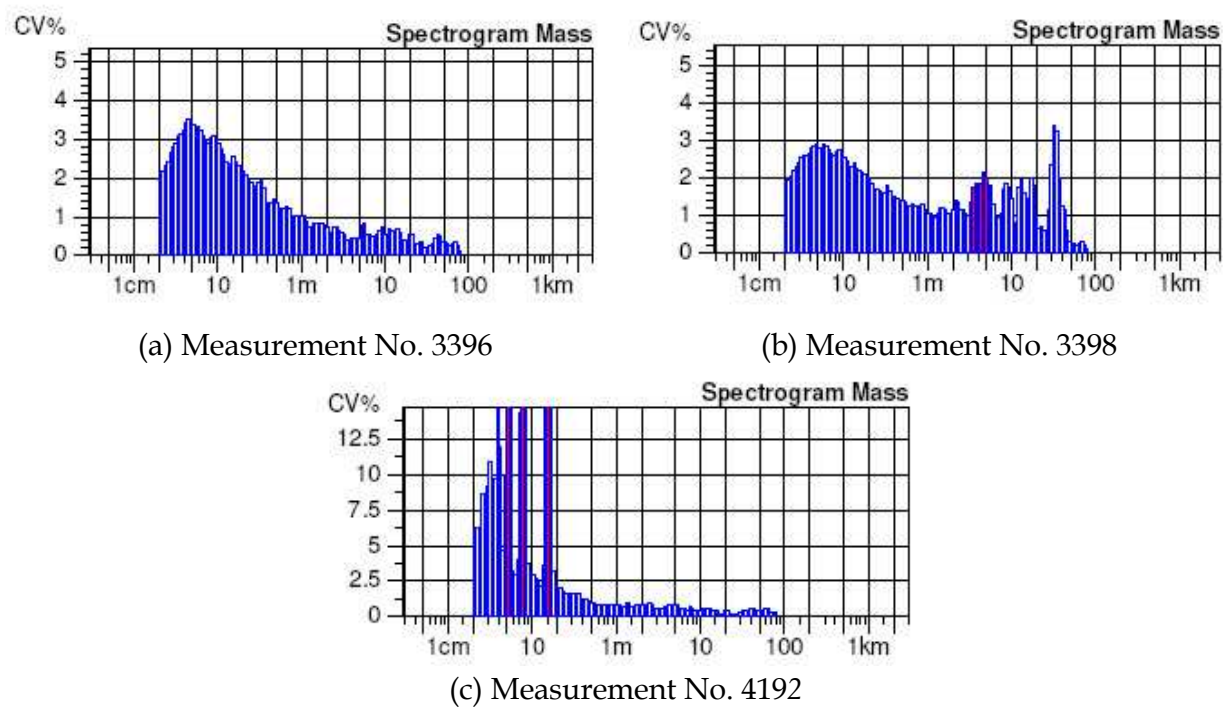 CV%
Spectrogram Mass
5
4
3
2
1
0
1cm 10 1m 10 100 1km
(a) Measurement No. 3396
CV%
Spectrogram Mass
5
4
3
2
1
0
1cm 10 1m 10 100 1km
(b) Measurement No. 3398
CV%
Spectrogram Mass
12.5
10
7.5
5
2.5
0
1cm 10 1m 10 100 1km
(c) Measurement No. 4192